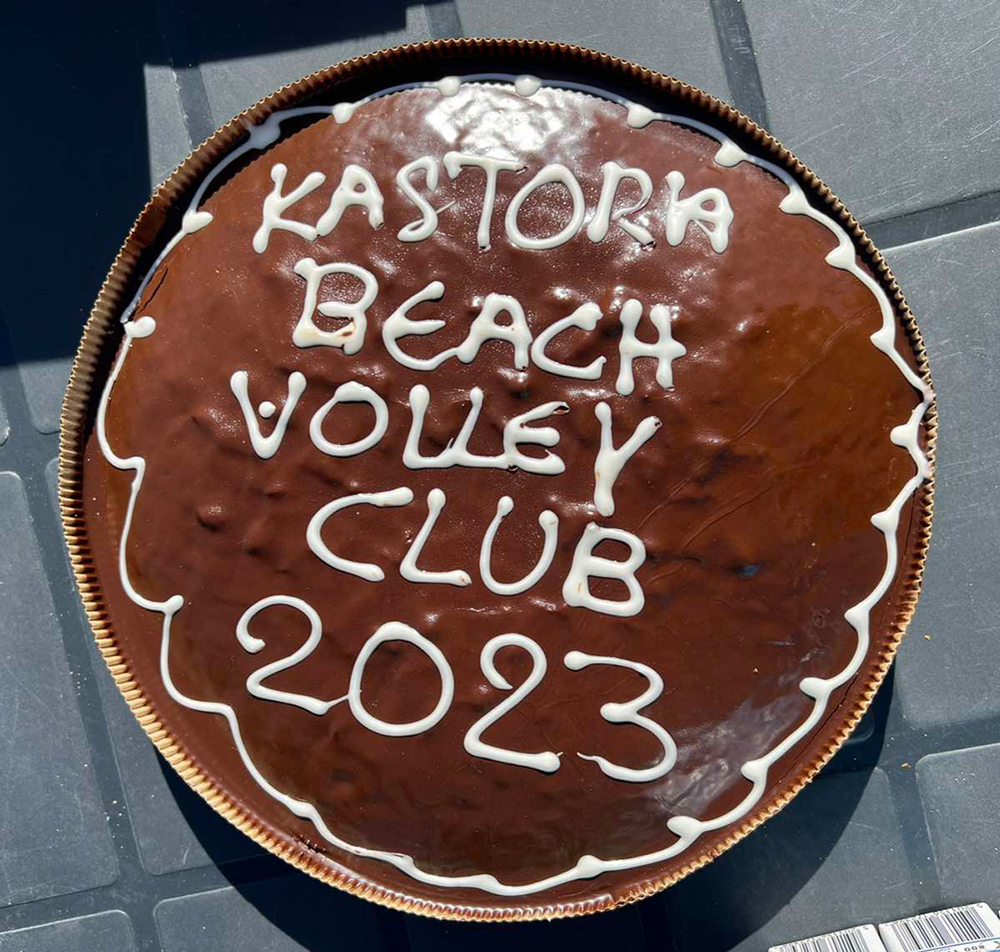 KASTORIA
BEACH
VOLLEY
CLUB
2023